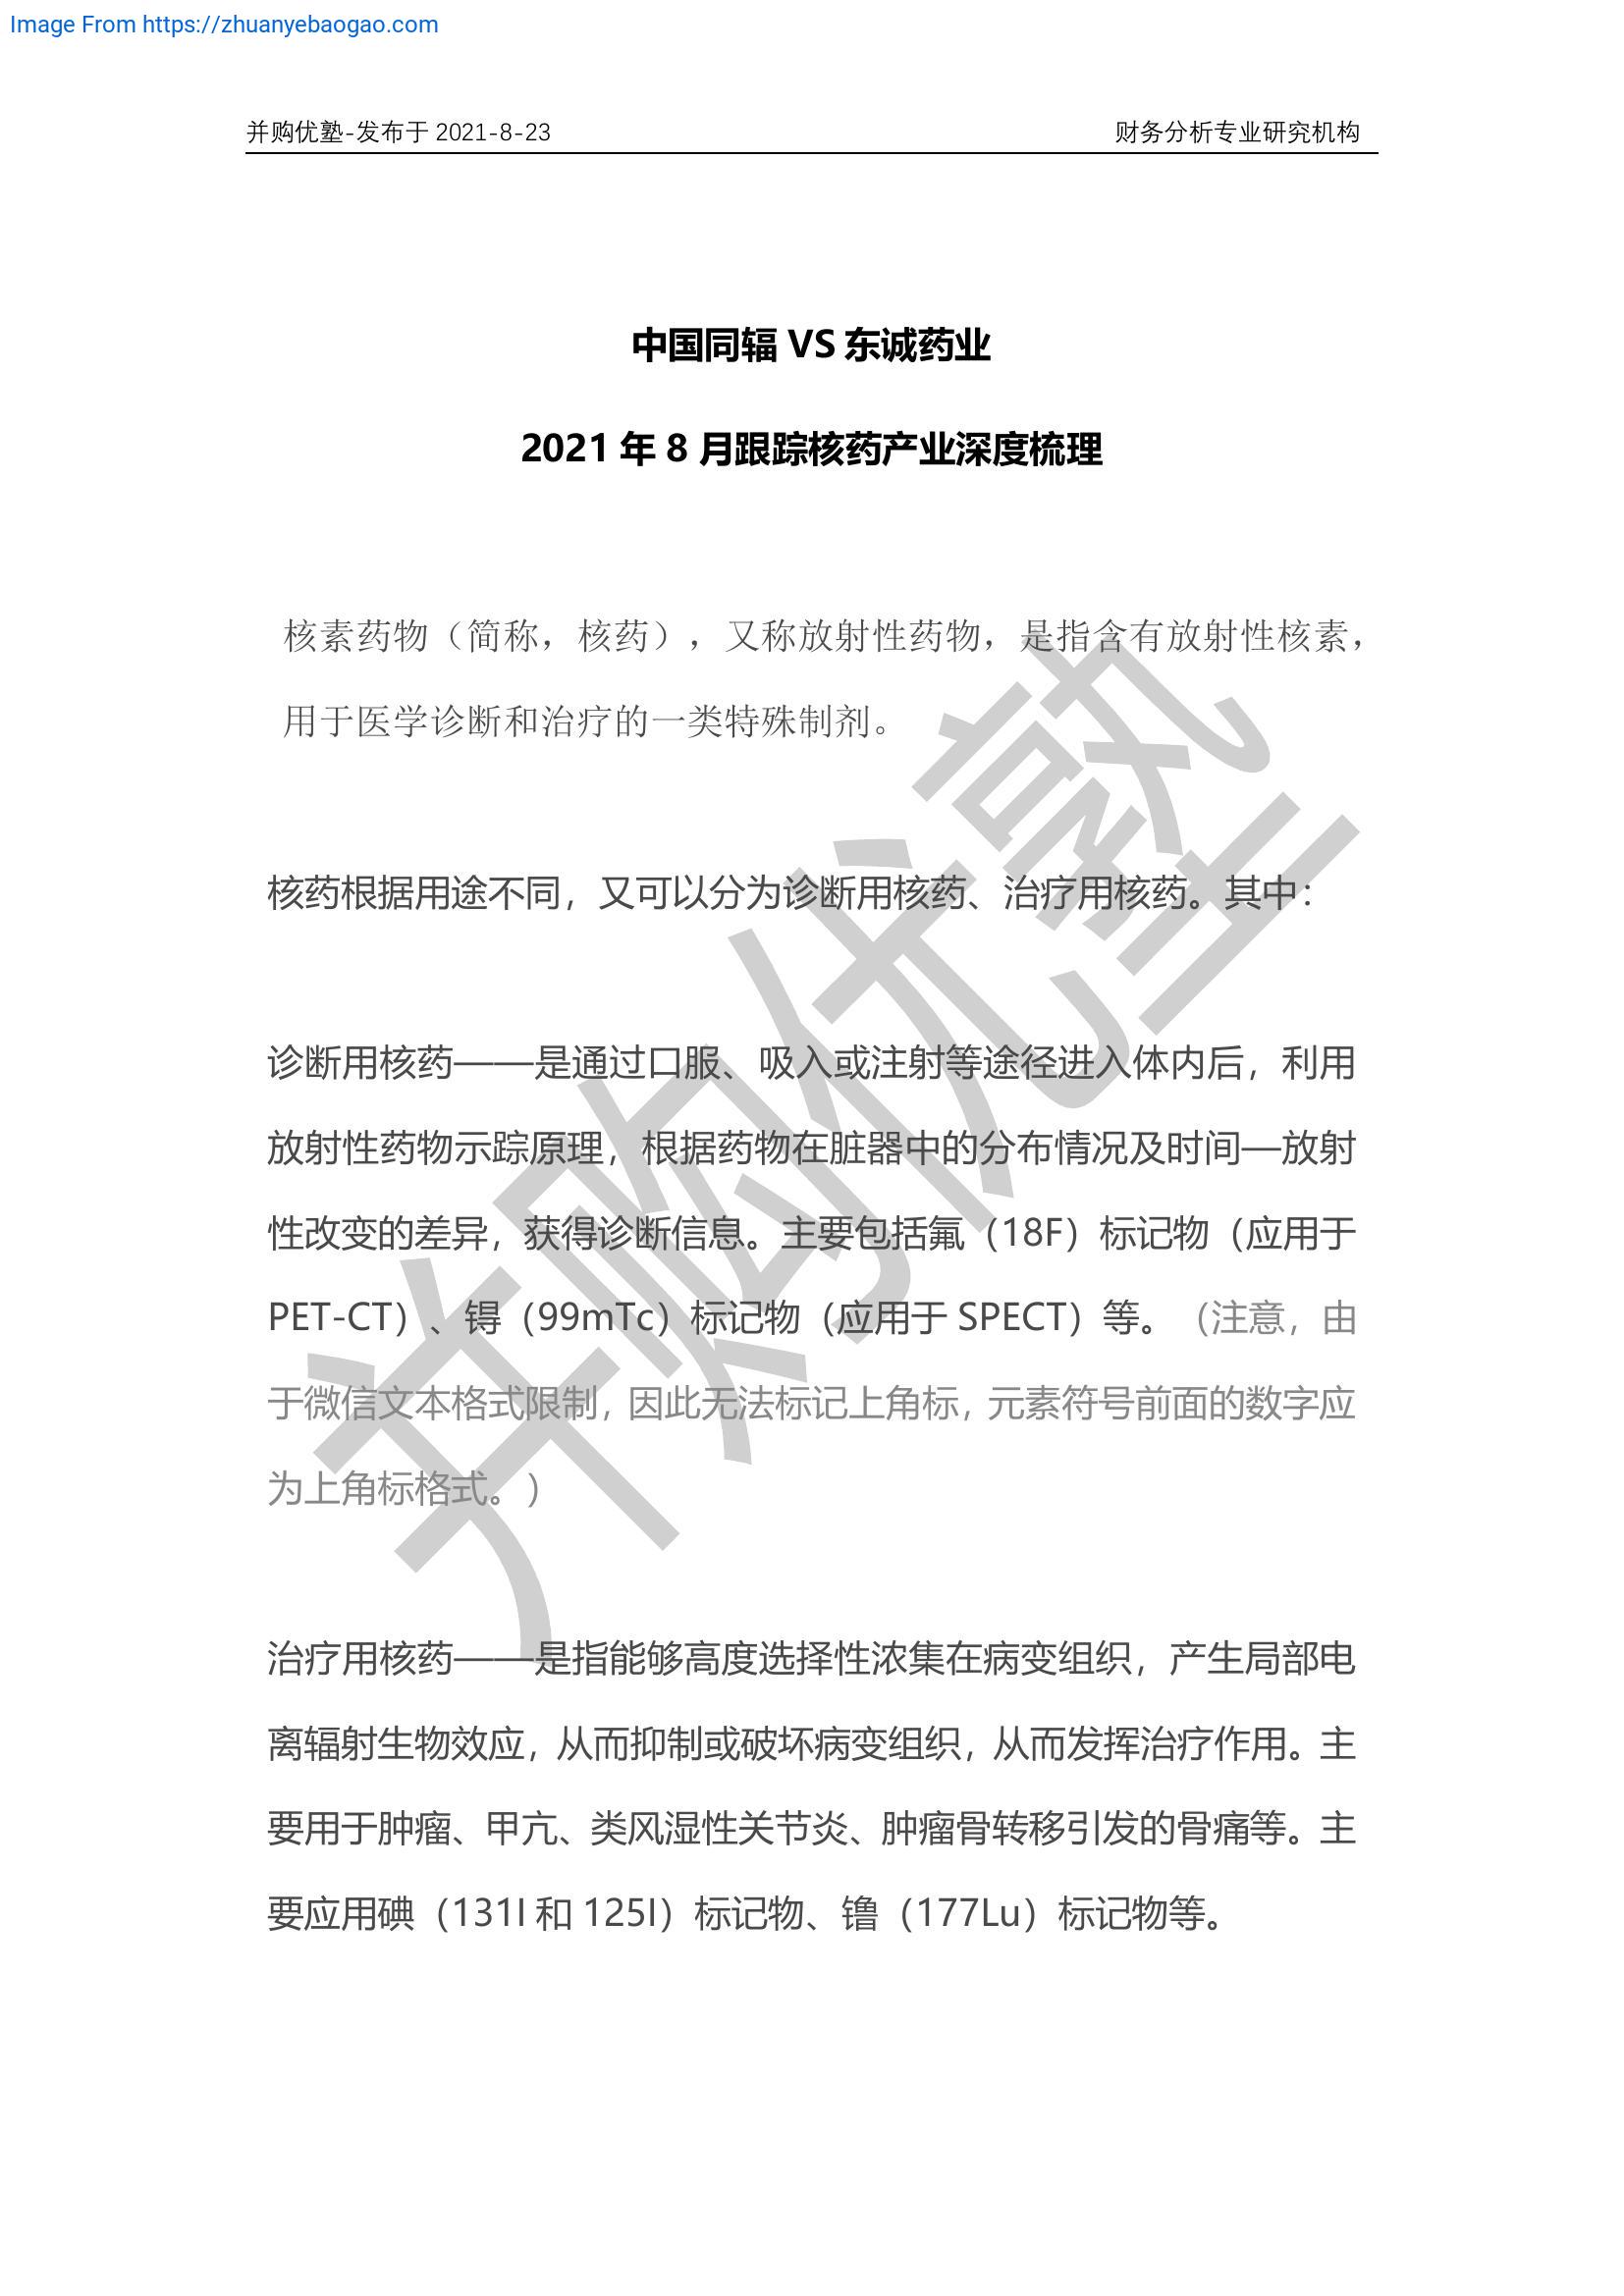 Image From https://zhuanyebaogao.com
并购优塾-发布于 2021-8-23 财务分析专业研究机构
中国同辐 VS 东诚药业
2021 年 8 月跟踪核药产业深度梳理
核素药物（简称，核药），又称放射性药物，是指含有放射性核素，
用于医学诊断和治疗的一类特殊制剂。
核药根据用途不同，又可以分为诊断用核药、治疗用核药。其中：
诊断用核药——是通过口服、吸入或注射等途径进入体内后，利用
放射性药物示踪原理，根据药物在脏器中的分布情况及时间—放射
性改变的差异，获得诊断信息。主要包括氟（18F）标记物（应用于
PET-CT）、锝（99mTc）标记物（应用于 SPECT）等。（注意，由
于微信文本格式限制，因此无法标记上角标，元素符号前面的数字应
为上角标格式。）
治疗用核药——是指能够高度选择性浓集在病变组织，产生局部电
离辐射生物效应，从而抑制或破坏病变组织，从而发挥治疗作用。主
要用于肿瘤、甲亢、类风湿性关节炎、肿瘤骨转移引发的骨痛等。主
要应用碘（131I 和 125I）标记物、镥（177Lu）标记物等。
并购优塾